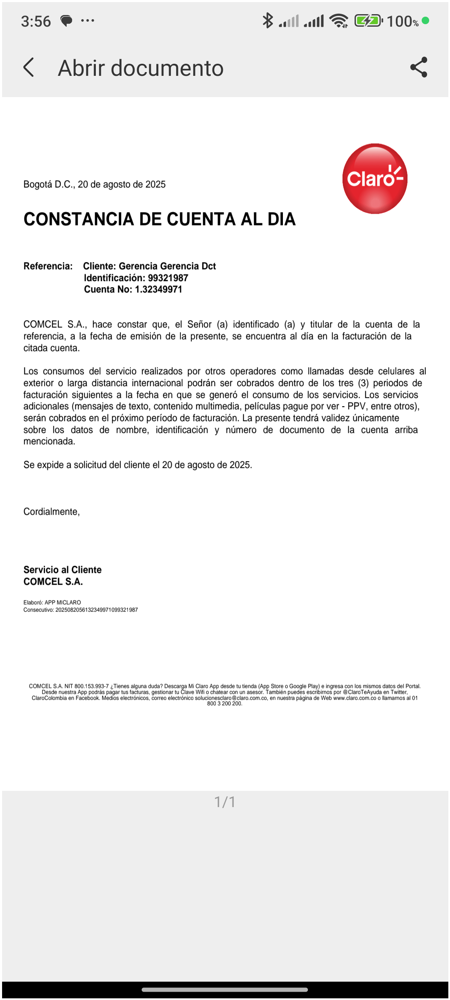 3:56
100%
Abrir documento
Claro
Bogotá D.C., 20 de agosto de 2025
CONSTANCIA DE CUENTA AL DIA
Referencia: Cliente: Gerencia Gerencia Dct
Identificación: 99321987
Cuenta No: 1.32349971
COMCEL S.A., hace constar que, el Señor (a) identificado (a) y titular de la cuenta de la
referencia, a la fecha de emisión de la presente, se encuentra al día en la facturación de la
citada cuenta.
Los consumos del servicio realizados por otros operadores como llamadas desde celulares al
exterior o larga distancia internacional podrán ser cobrados dentro de los tres (3) periodos de
facturación siguientes a la fecha en que se generó el consumo de los servicios. Los servicios
adicionales (mensajes de texto, contenido multimedia, películas pague por ver - PPV, entre otros),
serán cobrados en el próximo período de facturación. La presente tendrá validez únicamente
sobre los datos de nombre, identificación y número de documento de la cuenta arriba
mencionada.
Se expide a solicitud del cliente el 20 de agosto de 2025.
Cordialmente,
Servicio al Cliente
COMCEL S.A.
Elaboró: APP MICLARO
Consecutivo: 2025082056132349971099321987
COMCEL S.A. NIT 800.153.993-7 ¿Tienes alguna duda? Descarga Mi Claro App desde tu tienda (App Store o Google Play) e ingresa con los mismos datos del Portal.
Desde nuestra App podrás pagar tus facturas, gestionar tu Clave Wifi o chatear con un asesor. También puedes escribirnos por @ClaroTeAyuda en Twitter,
ClaroColombia en Facebook. Medios electrónicos, correo electrónico solucionesclaro@claro.com.co, en nuestra página de Web www.claro.com.co o llamarnos al 01
800 3 200 200.
1/1